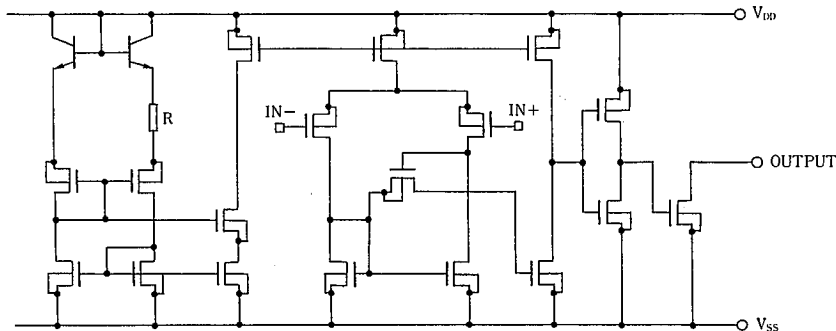 V_DD
IN−
IN+
R
OUTPUT
V_SS